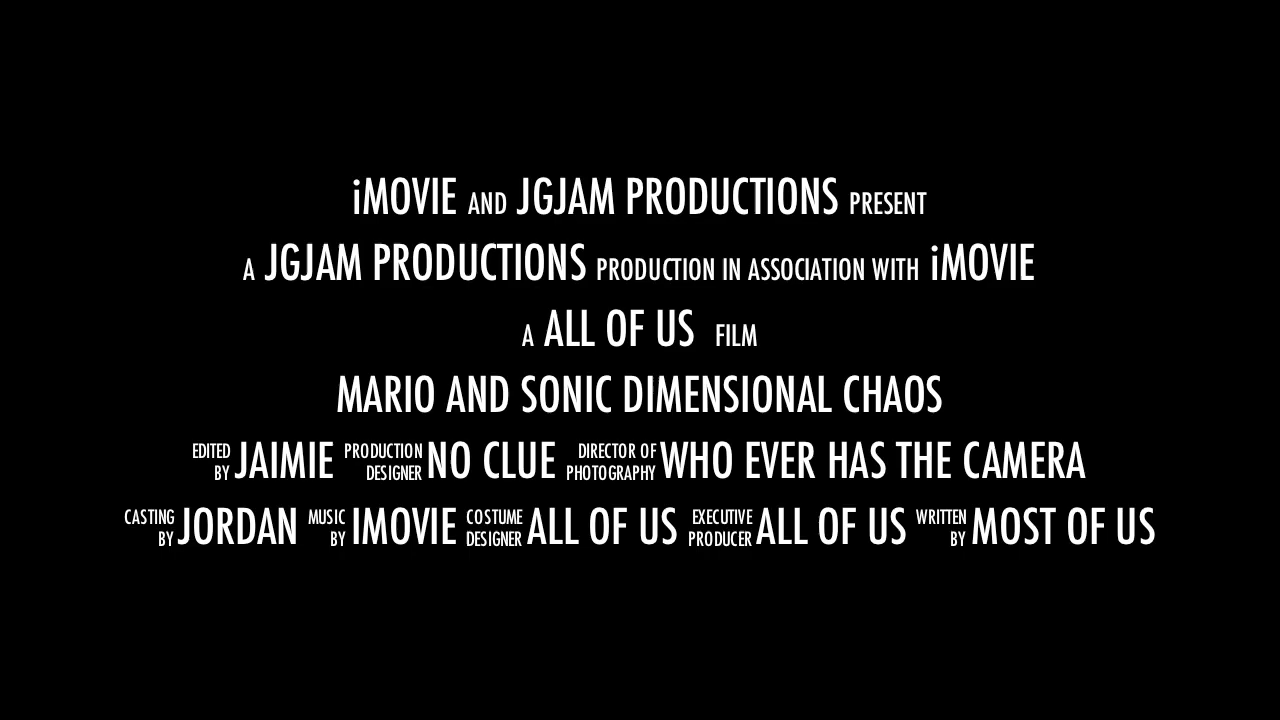 iMOVIE AND JGJAM PRODUCTIONS PRESENT
A JGJAM PRODUCTIONS PRODUCTION IN ASSOCIATION WITH iMOVIE
A ALL OF US FILM
MARIO AND SONIC DIMENSIONAL CHAOS
EDITED BY JAIMIE PRODUCTION DESIGNER NO CLUE DIRECTOR OF PHOTOGRAPHY WHO EVER HAS THE CAMERA
CASTING BY JORDAN MUSIC BY IMOVIE COSTUME DESIGNER ALL OF US EXECUTIVE PRODUCER ALL OF US WRITTEN BY MOST OF US